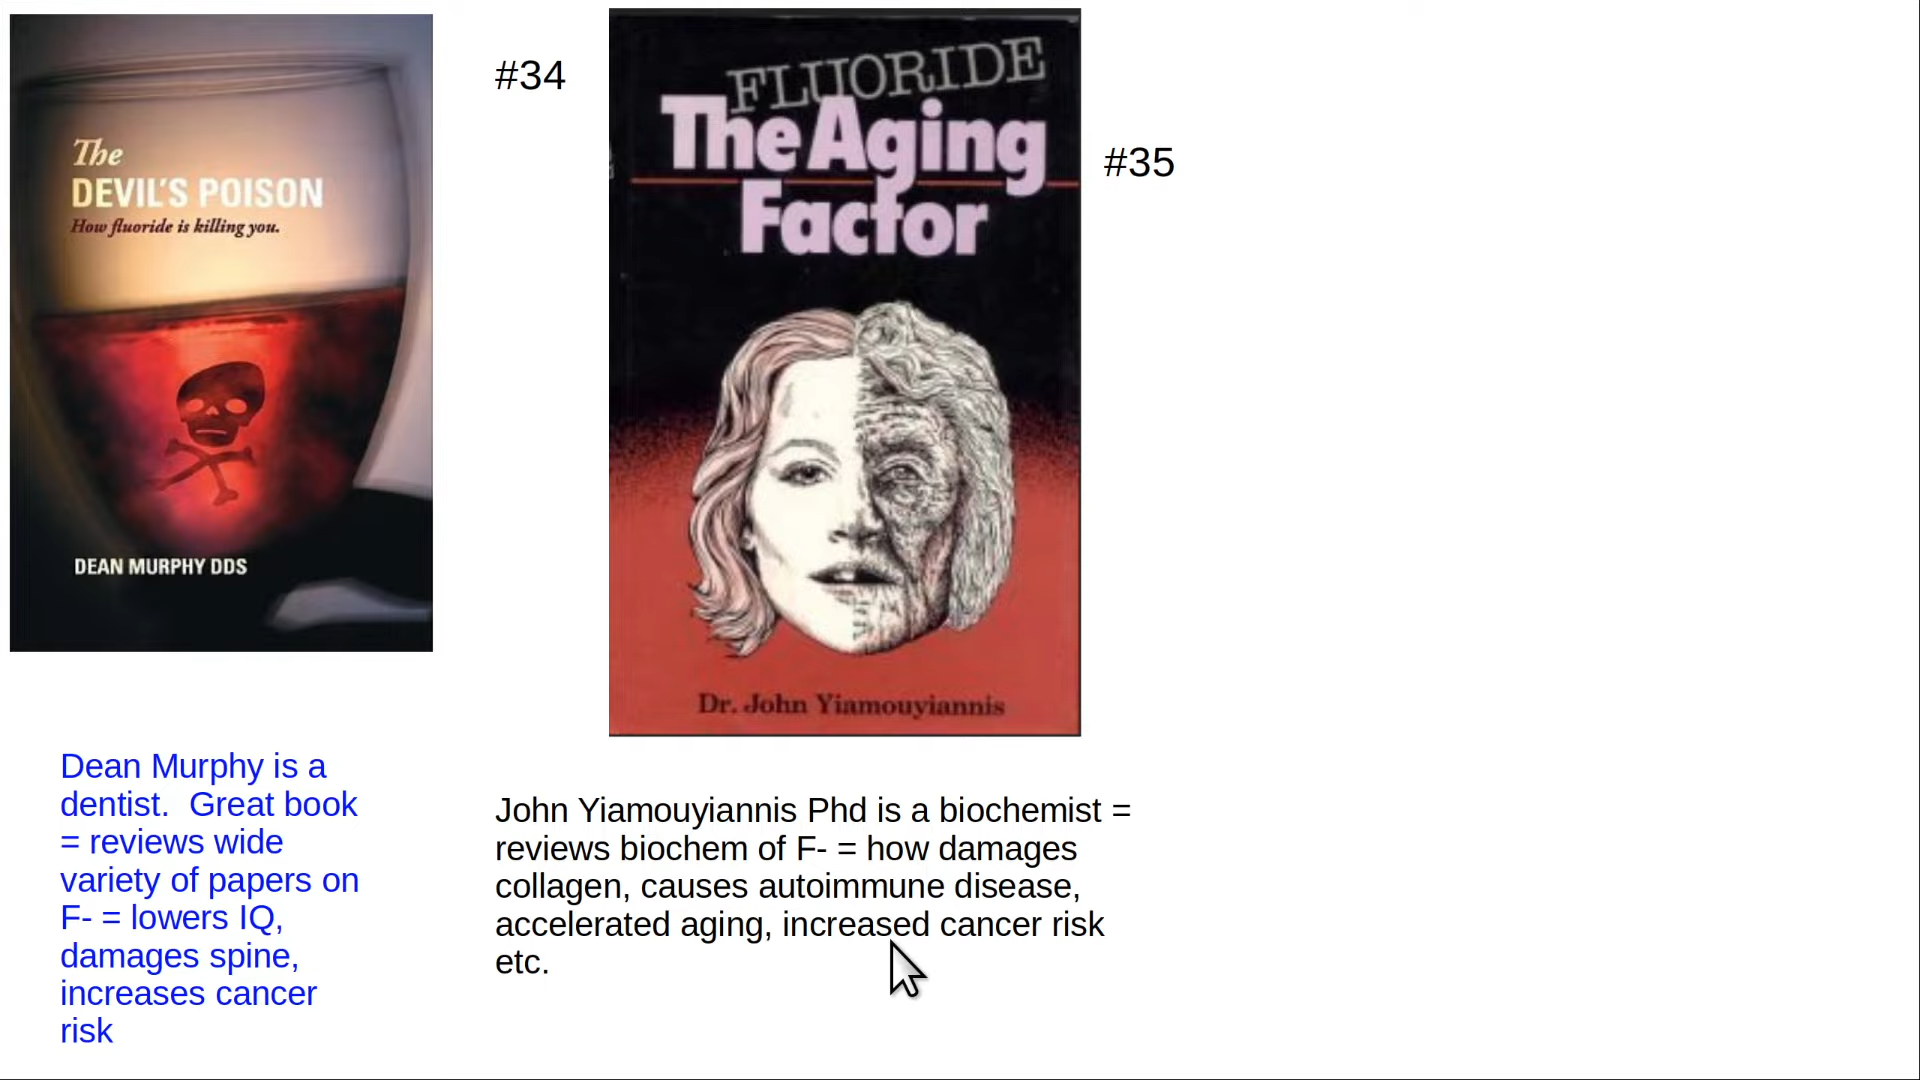 The
DEVIL'S POISON
How fluoride is killing you.
DEAN MURPHY DDS
#34
FLUORIDE
The Aging
Factor
Dr. John Yiamouyiannis
#35
Dean Murphy is a
dentist.  Great book
= reviews wide
variety of papers on
F- = lowers IQ,
damages spine,
increases cancer
risk
John Yiamouyiannis Phd is a biochemist =
reviews biochem of F- = how damages
collagen, causes autoimmune disease,
accelerated aging, increased cancer risk
etc.